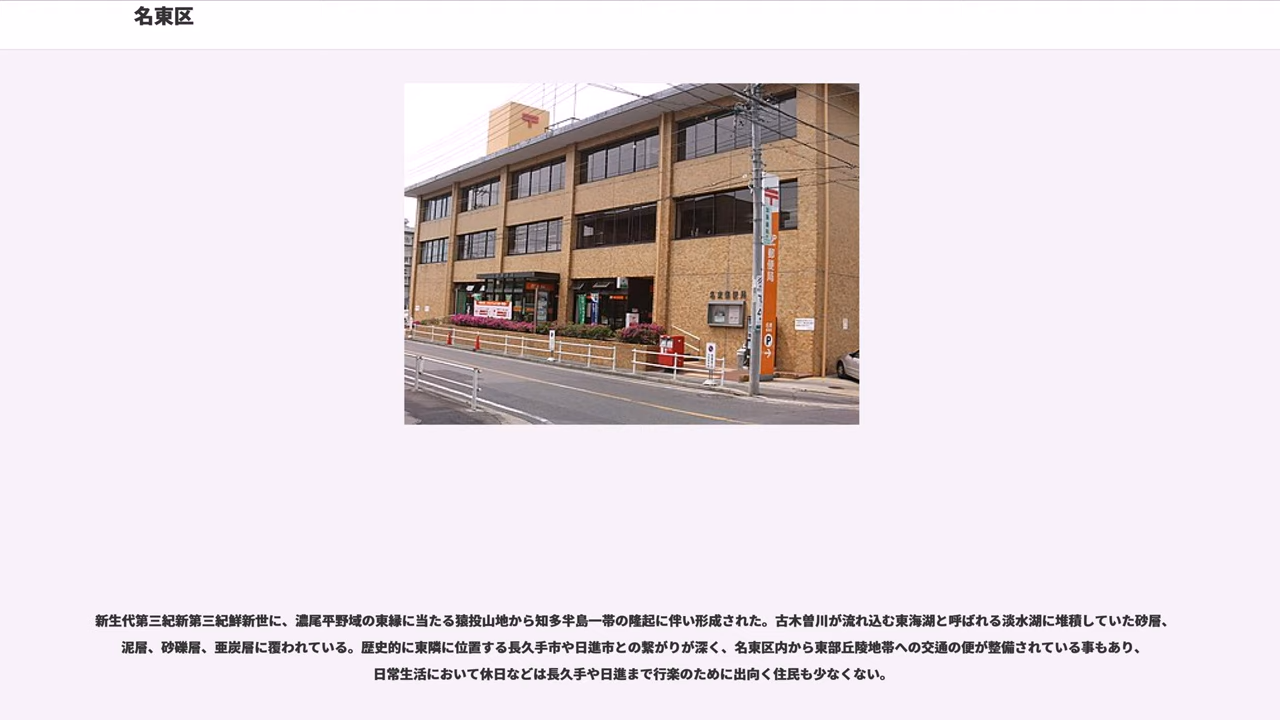 名東区
〒
〒
郵便局
名東郵便局
P
新生代第三紀新第三紀鮮新世に、濃尾平野域の東縁に当たる猿投山地から知多半島一帯の隆起に伴い形成された。古木曽川が流れ込む東海湖と呼ばれる淡水湖に堆積していた砂層、
泥層、砂礫層、亜炭層に覆われている。歴史的に東隣に位置する長久手市や日進市との繋がりが深く、名東区内から東部丘陵地帯への交通の便が整備されている事もあり、
日常生活において休日などは長久手や日進まで行楽のために出向く住民も少なくない。